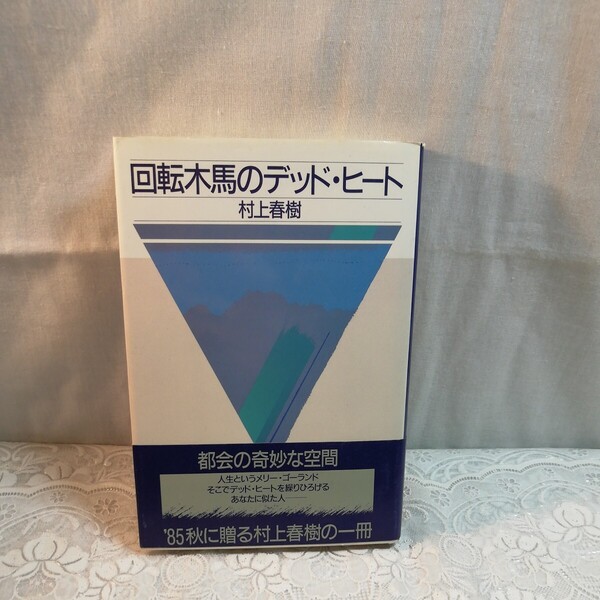 回転木馬のデッド・ヒート
村上春樹
都会の奇妙な空間
人生というメリー・ゴーランド
そこでデッド・ヒートを繰りひろげる
あなたに似た人——
'85秋に贈る村上春樹の一冊